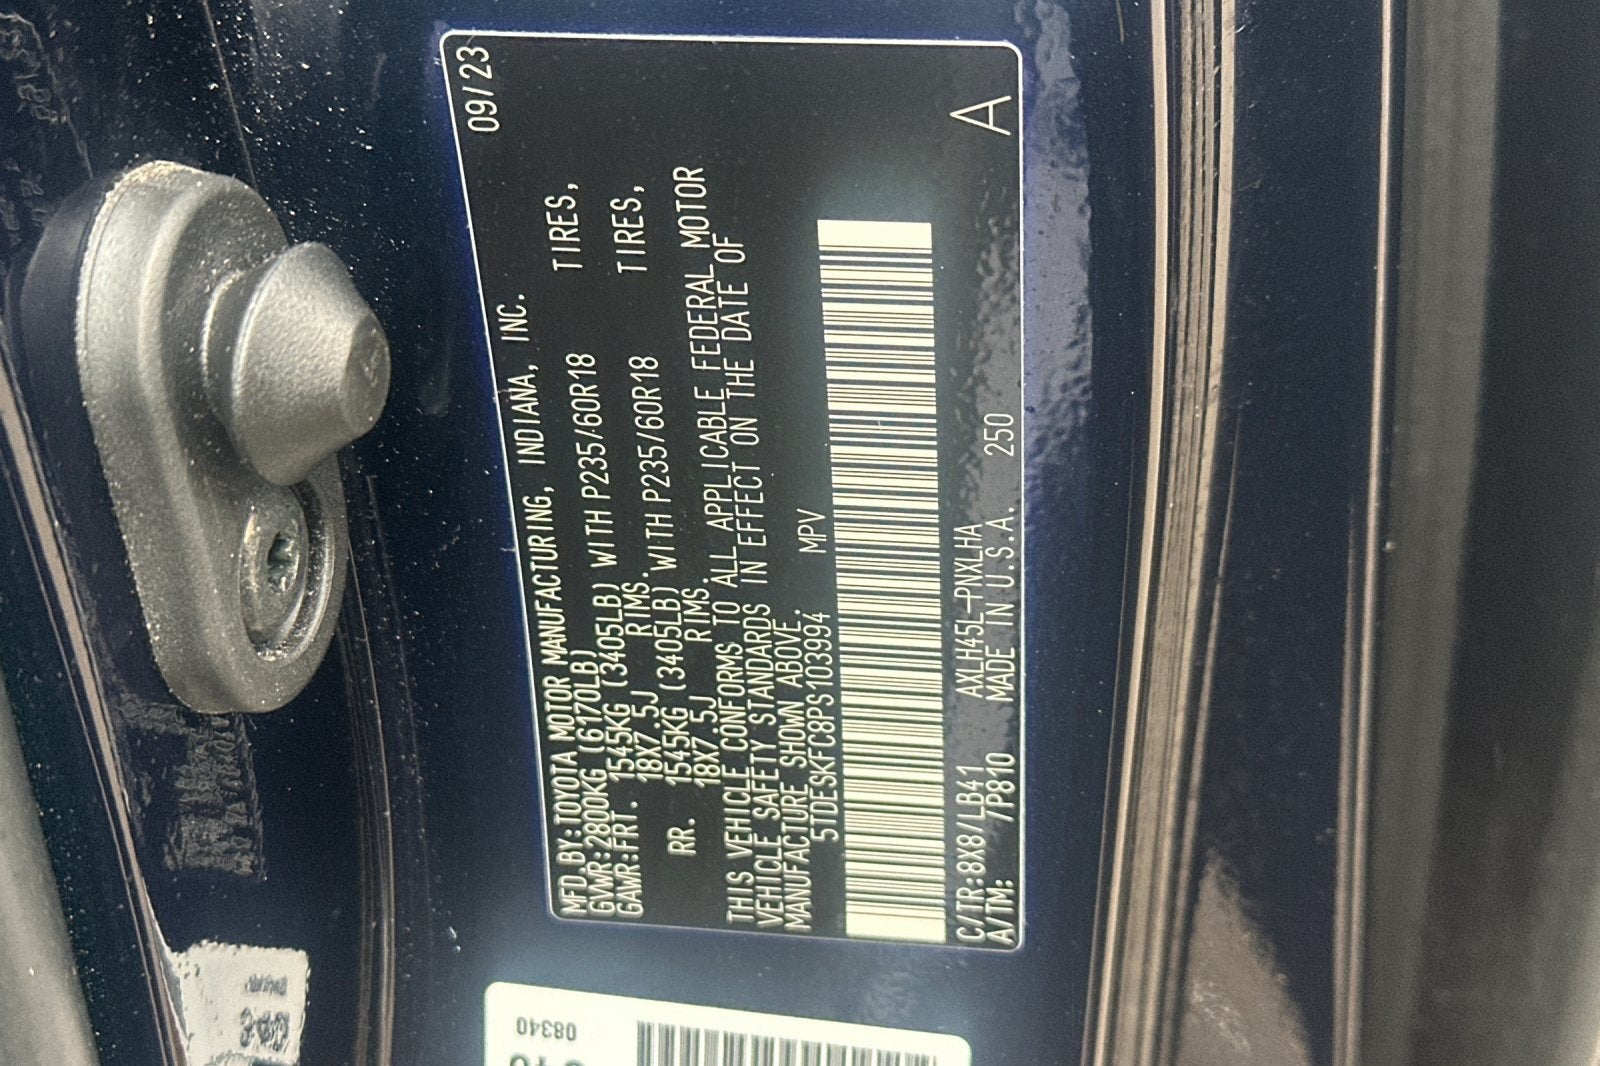 09/23
MFD.BY:TOYOTA MOTOR MANUFACTURING, INDIANA, INC.
GVWR:2800KG (6170LB)
GAWR:FRT. 1545KG (3405LB) WITH P235/60R18 TIRES,
18X7.5J RIMS.
RR. 1545KG (3405LB) WITH P235/60R18 TIRES,
18X7.5J RIMS.
THIS VEHICLE CONFORMS TO ALL APPLICABLE FEDERAL MOTOR
VEHICLE SAFETY STANDARDS IN EFFECT ON THE DATE OF
MANUFACTURE SHOWN ABOVE.
5TDESKFC8PS103994 MPV
C/TR:8X8/LB41 AXLH45L-PNXLHA
A/TM: /P810 MADE IN U.S.A. 250
A
08340